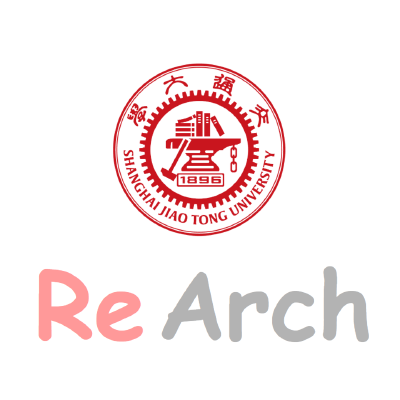 學大通交
SHANGHAI JIAO TONG UNIVERSITY
1896
Re Arch